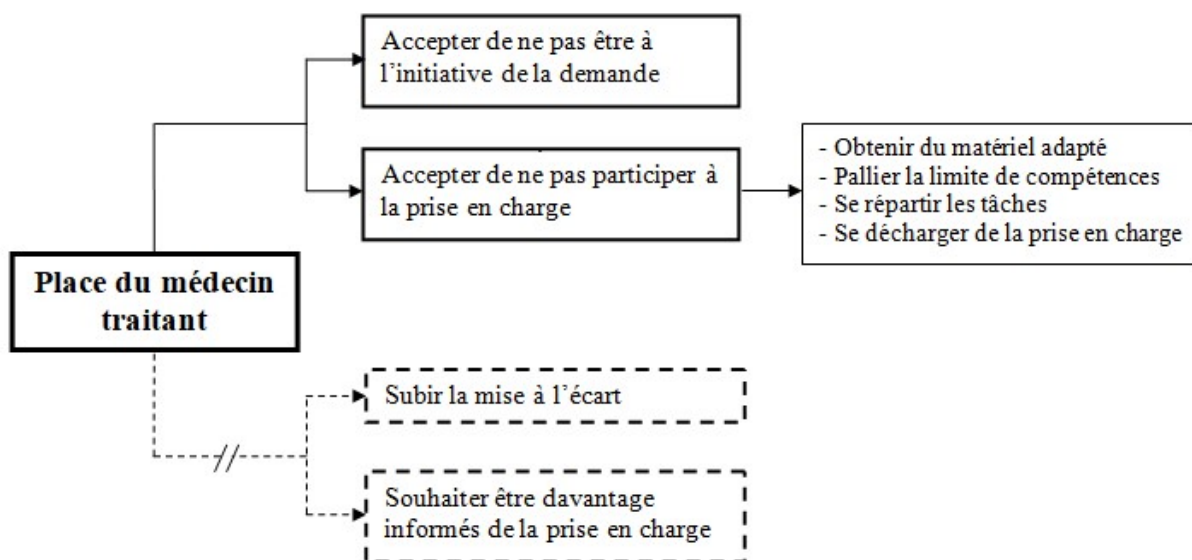 Accepter de ne pas être à
l'initiative de la demande
Accepter de ne pas participer à
la prise en charge
- Obtenir du matériel adapté
- Pallier la limite de compétences
- Se répartir les tâches
- Se décharger de la prise en charge
Place du médecin
traitant
Subir la mise à l'écart
Souhaiter être davantage
informés de la prise en charge